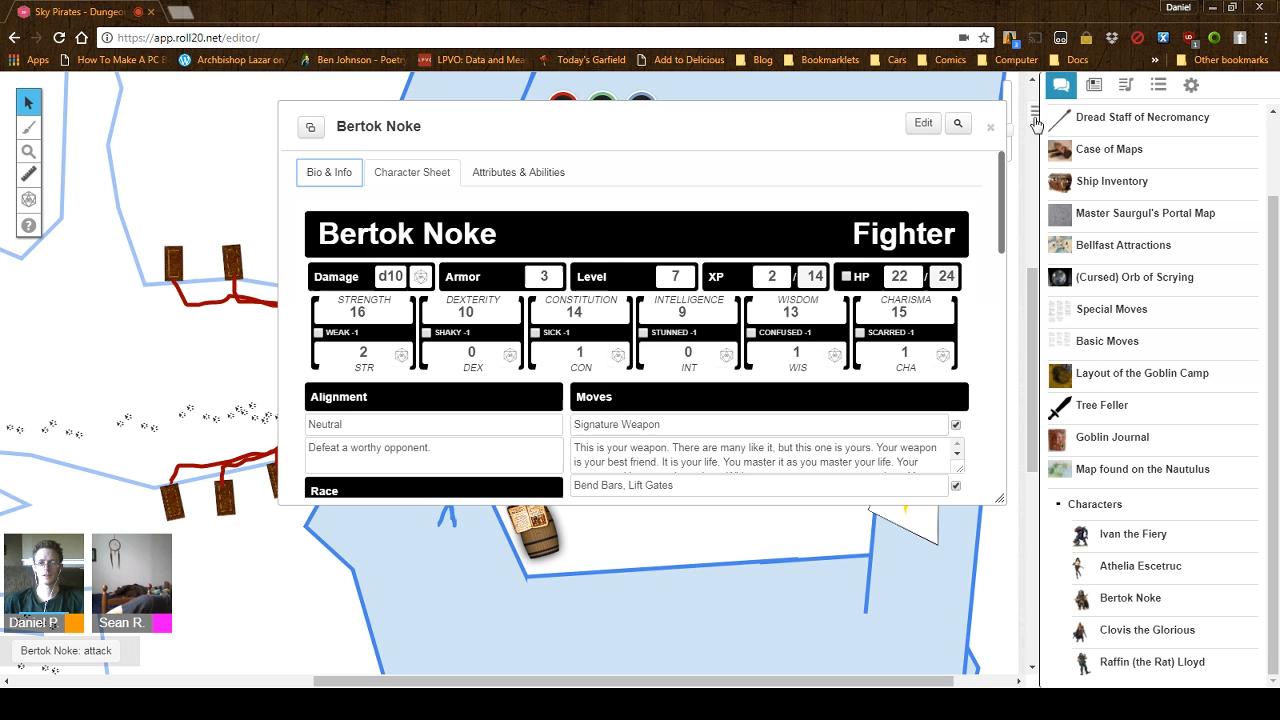 Sky Pirates - Dungeo
Daniel
https://app.roll20.net/editor/
Apps
How To Make A PC E
Archbishop Lazar on
Ben Johnson - Poetry
LPVO: Data and Mea
Today's Garfield
Add to Delicious
Blog
Bookmarklets
Cars
Comics
Computer
Docs
»
Other bookmarks
Bertok Noke
Edit
Bio & Info
Character Sheet
Attributes & Abilities
Bertok Noke
Fighter
Damage d10
Armor 3
Level 7
XP 2 / 14
HP 22 / 24
STRENGTH
16
WEAK -1
2
STR
DEXTERITY
10
SHAKY -1
0
DEX
CONSTITUTION
14
SICK -1
1
CON
INTELLIGENCE
9
STUNNED -1
0
INT
WISDOM
13
CONFUSED -1
1
WIS
CHARISMA
15
SCARRED -1
1
CHA
Alignment
Neutral
Defeat a worthy opponent.
Race
Moves
Signature Weapon
This is your weapon. There are many like it, but this one is yours. Your weapon
is your best friend. It is your life. You master it as you master your life. Your
Bend Bars, Lift Gates
Dread Staff of Necromancy
Case of Maps
Ship Inventory
Master Saurgul's Portal Map
Bellfast Attractions
(Cursed) Orb of Scrying
Special Moves
Basic Moves
Layout of the Goblin Camp
Tree Feller
Goblin Journal
Map found on the Nautulus
Characters
Ivan the Fiery
Athelia Escetruc
Bertok Noke
Clovis the Glorious
Raffin (the Rat) Lloyd
Daniel P.
Sean R.
Bertok Noke: attack